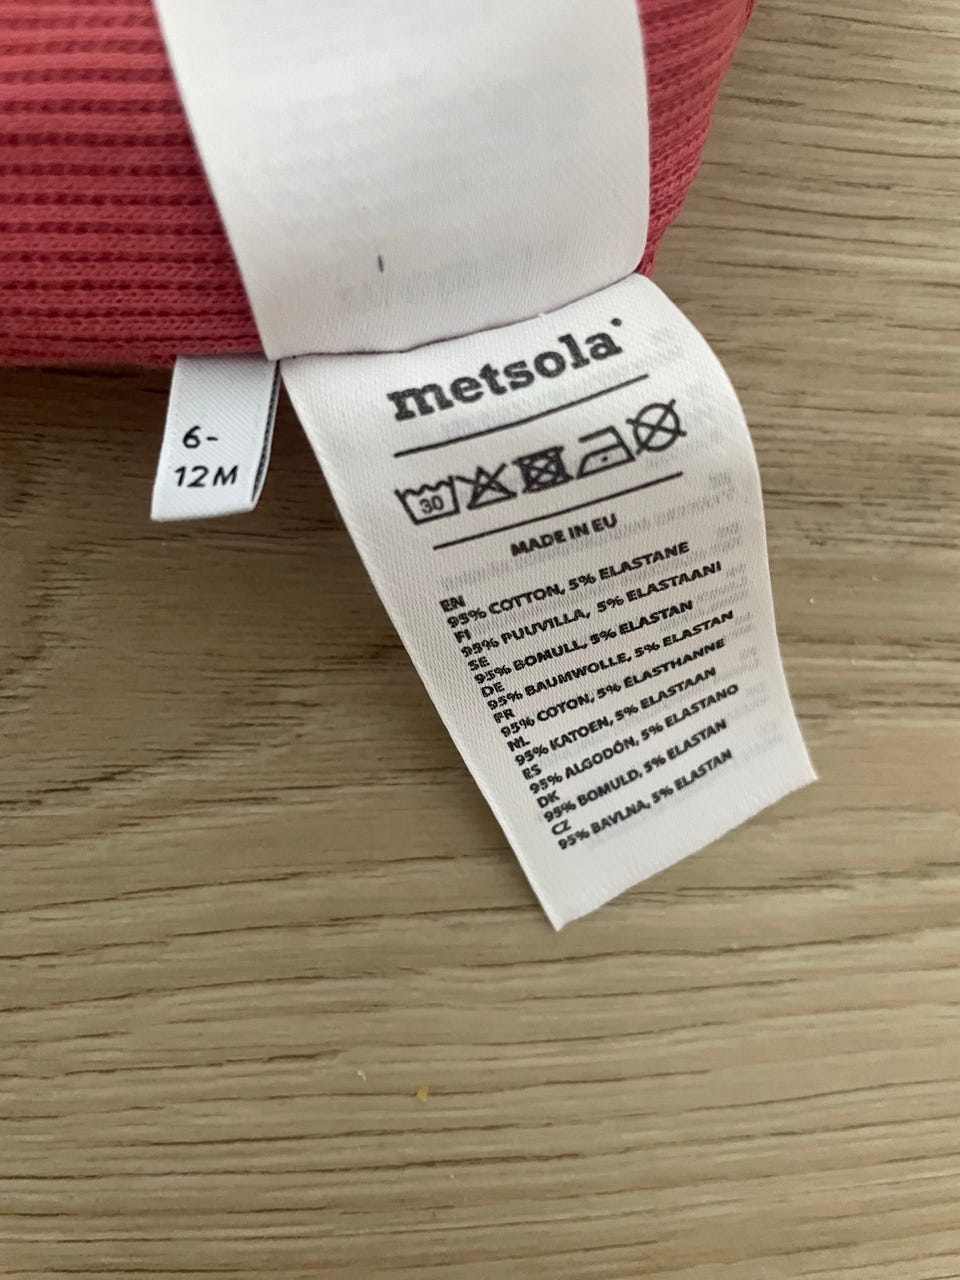 metsola
30
MADE IN EU
EN
95% COTTON, 5% ELASTANE
FI
95% PUUVILLA, 5% ELASTAANI
SE
95% BOMULL, 5% ELASTAN
DE
95% BAUMWOLLE, 5% ELASTAN
FR
95% COTON, 5% ÉLASTHANNE
NL
95% KATOEN, 5% ELASTAAN
ES
95% ALGODÓN, 5% ELASTANO
DK
95% BOMULD, 5% ELASTAN
CZ
95% BAVLNA, 5% ELASTAN
6-
12M